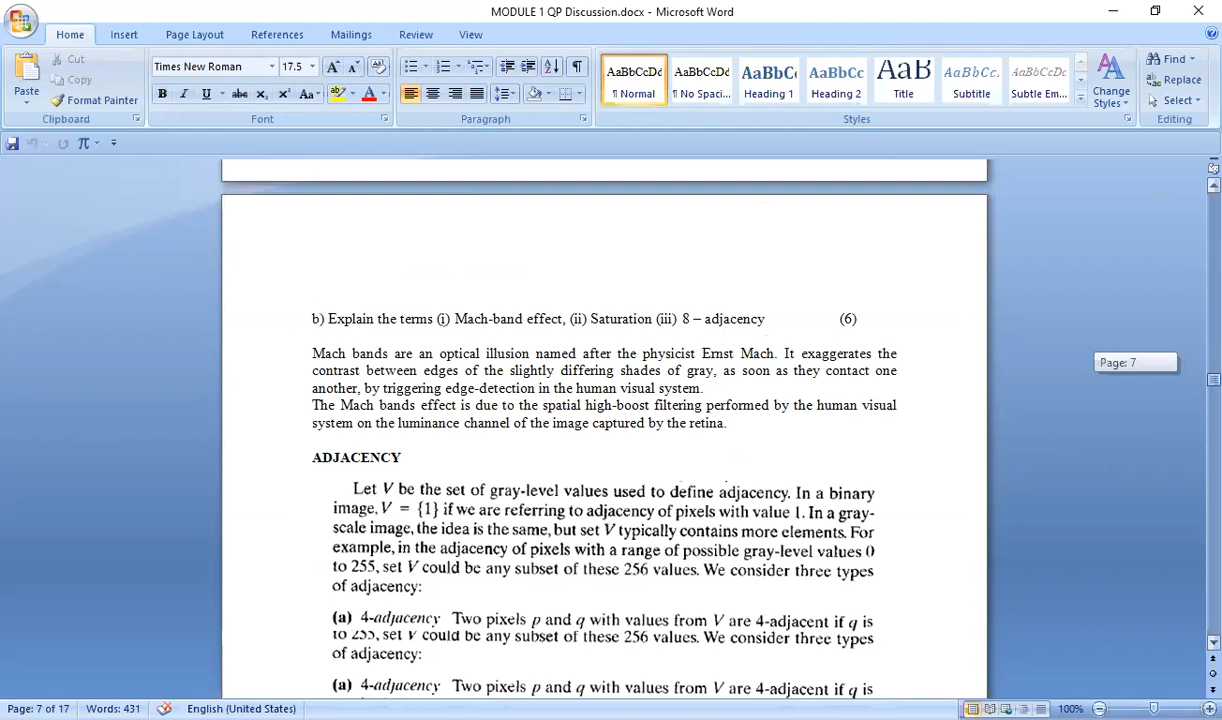 MODULE 1 QP Discussion.docx - Microsoft Word
Home Insert Page Layout References Mailings Review View
Paste
Cut
Copy
Format Painter
Clipboard
Times New Roman 17.5
B I U abc X₂ X² Aa
Font
Paragraph
AaBbCcDd AaBbCcDd AaBbC AaBbCc AaB AaBbCc. AaBbCcDd
¶ Normal ¶ No Spaci... Heading 1 Heading 2 Title Subtitle Subtle Em...
Styles
Change
Styles
Find
Replace
Select
Editing
b) Explain the terms (i) Mach-band effect, (ii) Saturation (iii) 8 – adjacency (6)
Mach bands are an optical illusion named after the physicist Ernst Mach. It exaggerates the
contrast between edges of the slightly differing shades of gray, as soon as they contact one
another, by triggering edge-detection in the human visual system.
The Mach bands effect is due to the spatial high-boost filtering performed by the human visual
system on the luminance channel of the image captured by the retina.
Page: 7
ADJACENCY
Let V be the set of gray-level values used to define adjacency. In a binary
image, V = {1} if we are referring to adjacency of pixels with value 1. In a gray-
scale image, the idea is the same, but set V typically contains more elements. For
example, in the adjacency of pixels with a range of possible gray-level values 0
to 255, set V could be any subset of these 256 values. We consider three types
of adjacency:
(a) 4-adjacency Two pixels p and q with values from V are 4-adjacent if q is
to 255, set V could be any subset of these 256 values. We consider three types
of adjacency:
(a) 4-adjacency Two pixels p and q with values from V are 4-adjacent if q is
Page: 7 of 17 Words: 431 English (United States) 100%